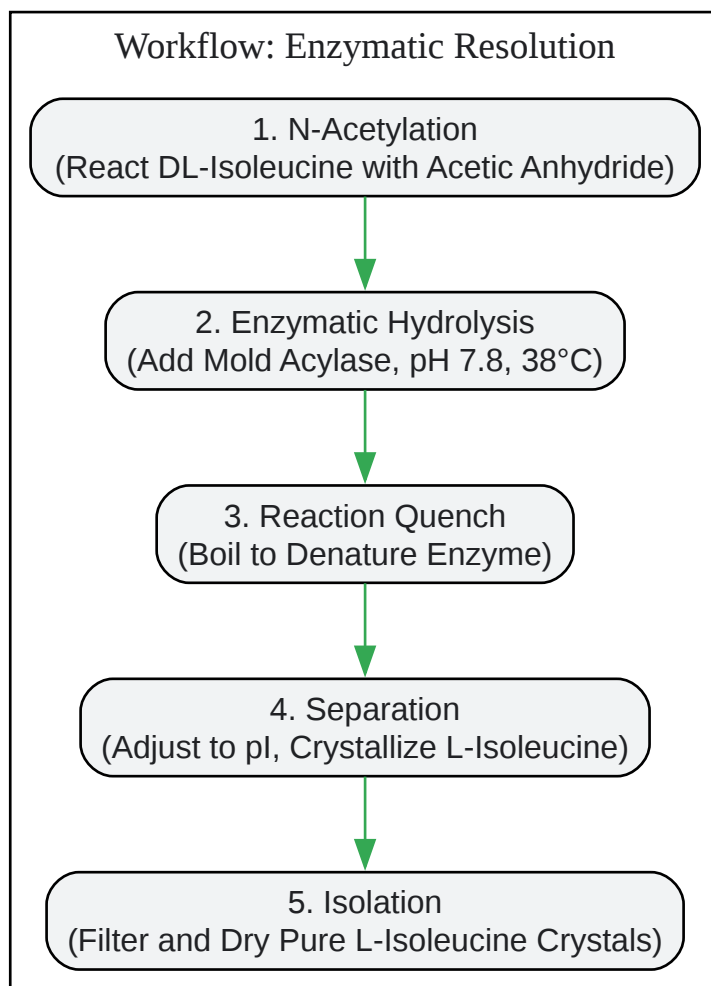 Workflow: Enzymatic Resolution
1. N-Acetylation
(React DL-Isoleucine with Acetic Anhydride)
2. Enzymatic Hydrolysis
(Add Mold Acylase, pH 7.8, 38°C)
3. Reaction Quench
(Boil to Denature Enzyme)
4. Separation
(Adjust to pI, Crystallize L-Isoleucine)
5. Isolation
(Filter and Dry Pure L-Isoleucine Crystals)